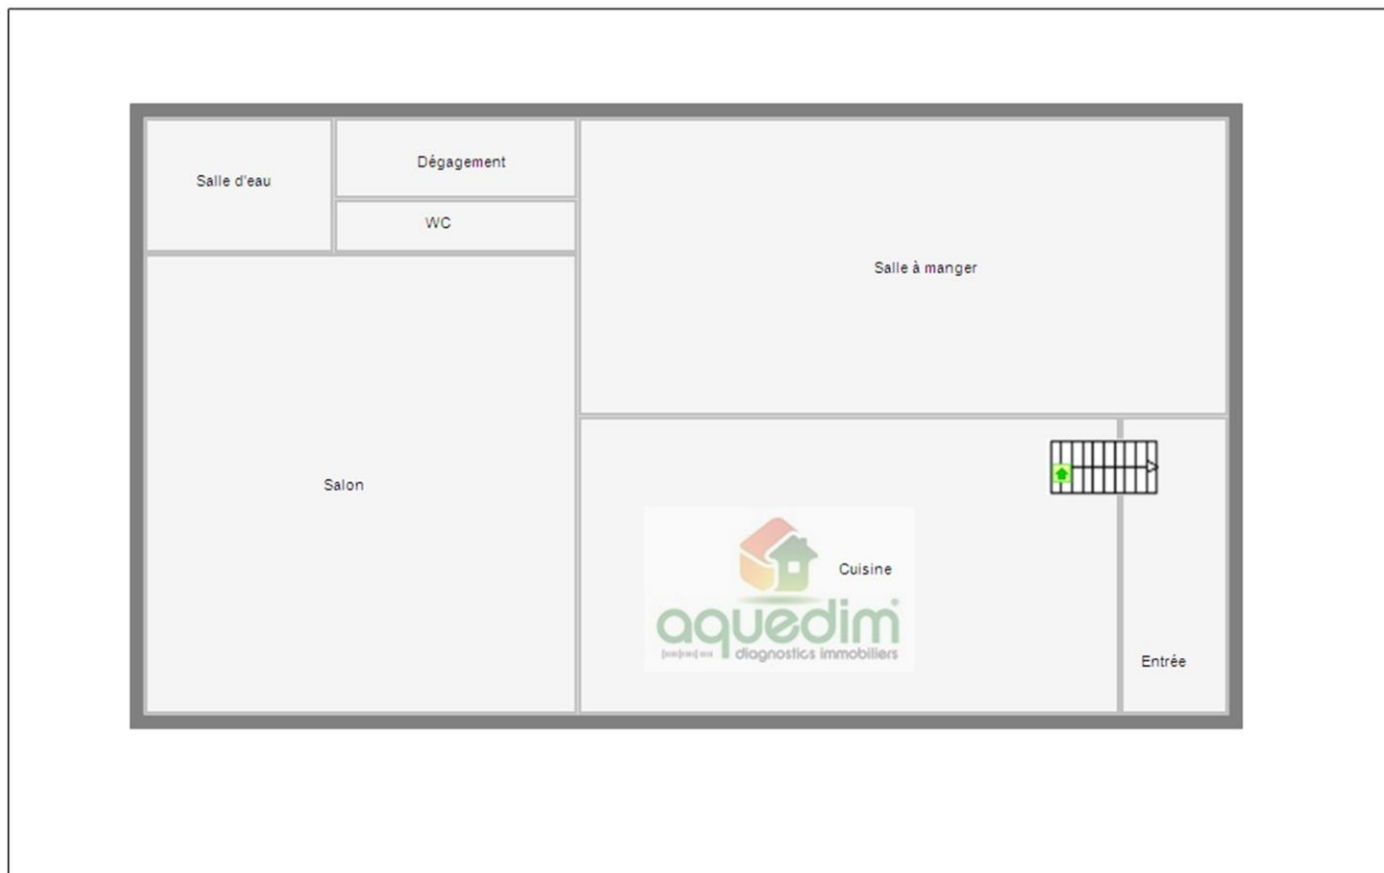 Dégagement
Salle d'eau
WC
Salle à manger
Salon
Cuisine
aquedim
diagnostics immobiliers
Entrée